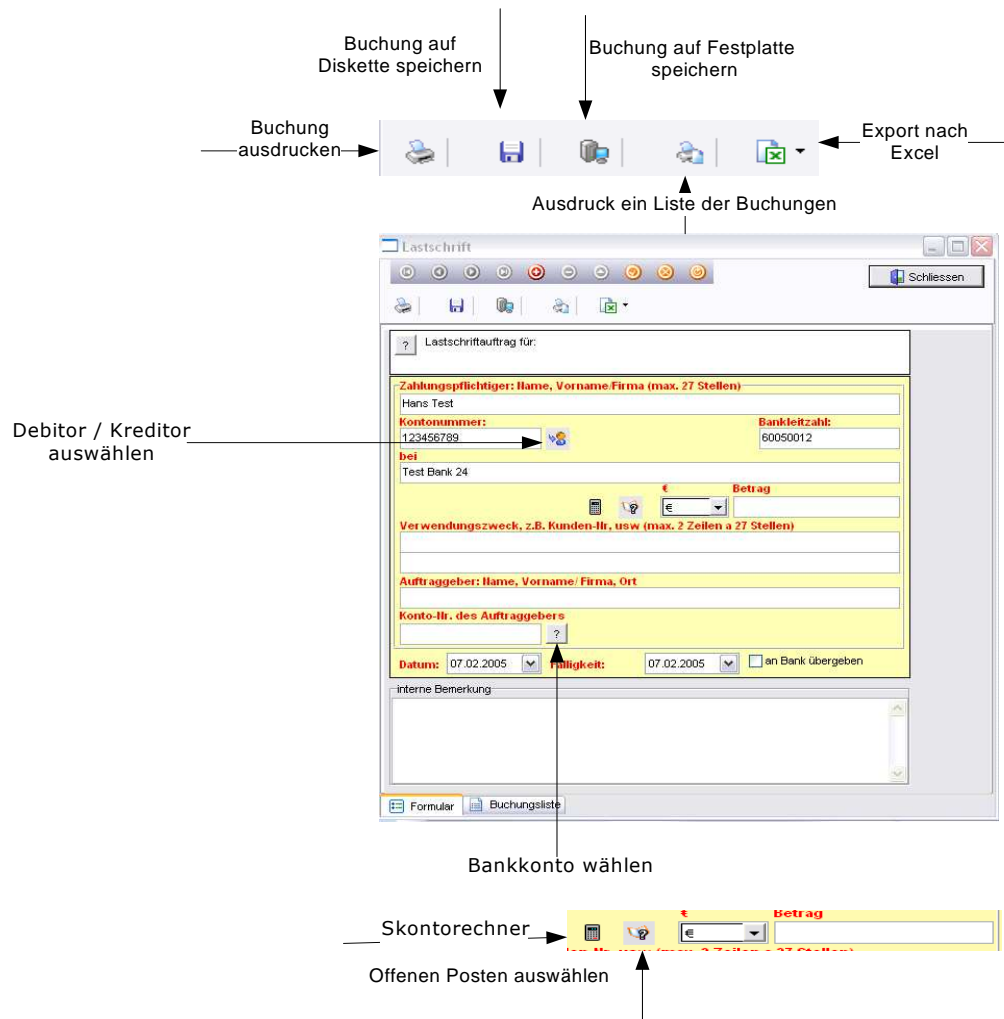 Buchung auf
Diskette speichern
Buchung auf Festplatte
speichern
Buchung
ausdrucken
Export nach
Excel
Ausdruck ein Liste der Buchungen
Lastschrift
Schliessen
? Lastschriftauftrag für:
Zahlungspflichtiger: Name, Vorname/Firma (max. 27 Stellen)
Hans Test
Kontonummer: Bankleitzahl:
123456789 60050012
Debitor / Kreditor
auswählen
bei
Test Bank 24
€ Betrag
€
Verwendungszweck, z.B. Kunden-Nr, usw (max. 2 Zeilen a 27 Stellen)
Auftraggeber: Name, Vorname/ Firma, Ort
Konto-Nr. des Auftraggebers
?
Datum: 07.02.2005 Fälligkeit: 07.02.2005 an Bank übergeben
interne Bemerkung
Formular Buchungsliste
Bankkonto wählen
Skontorechner
€ Betrag
€
Offenen Posten auswählen